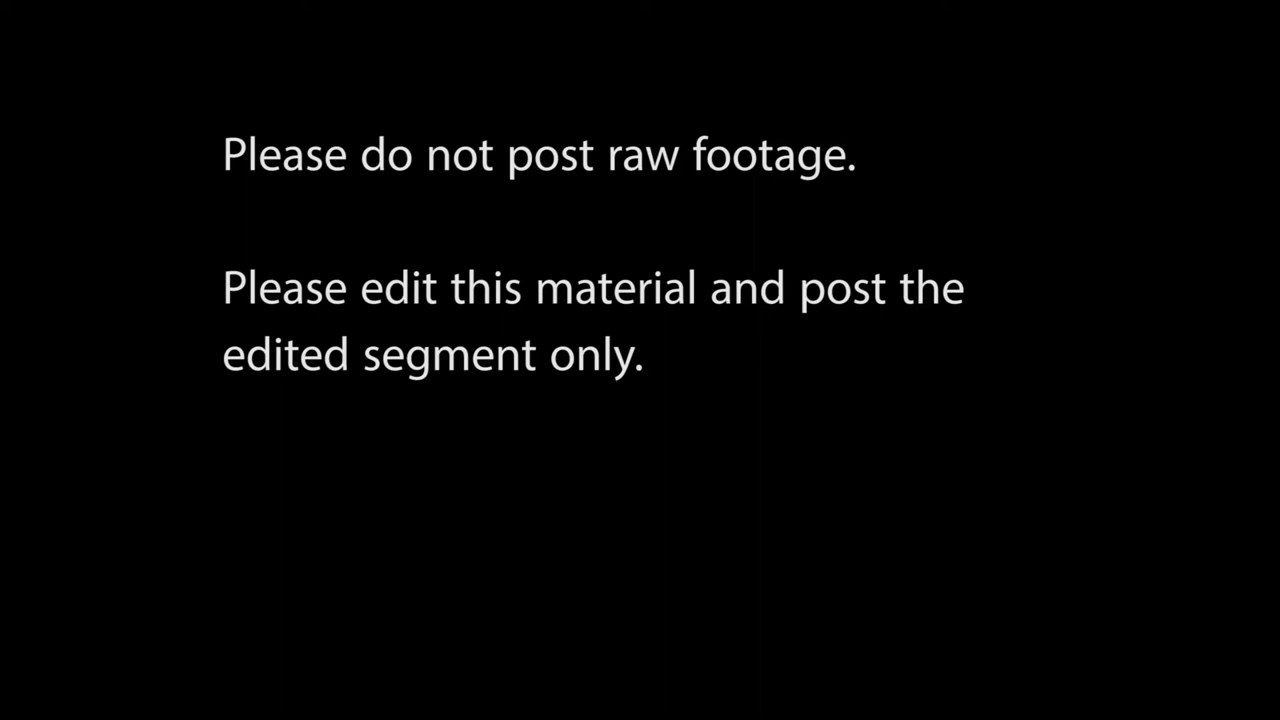 Please do not post raw footage.
Please edit this material and post the
edited segment only.